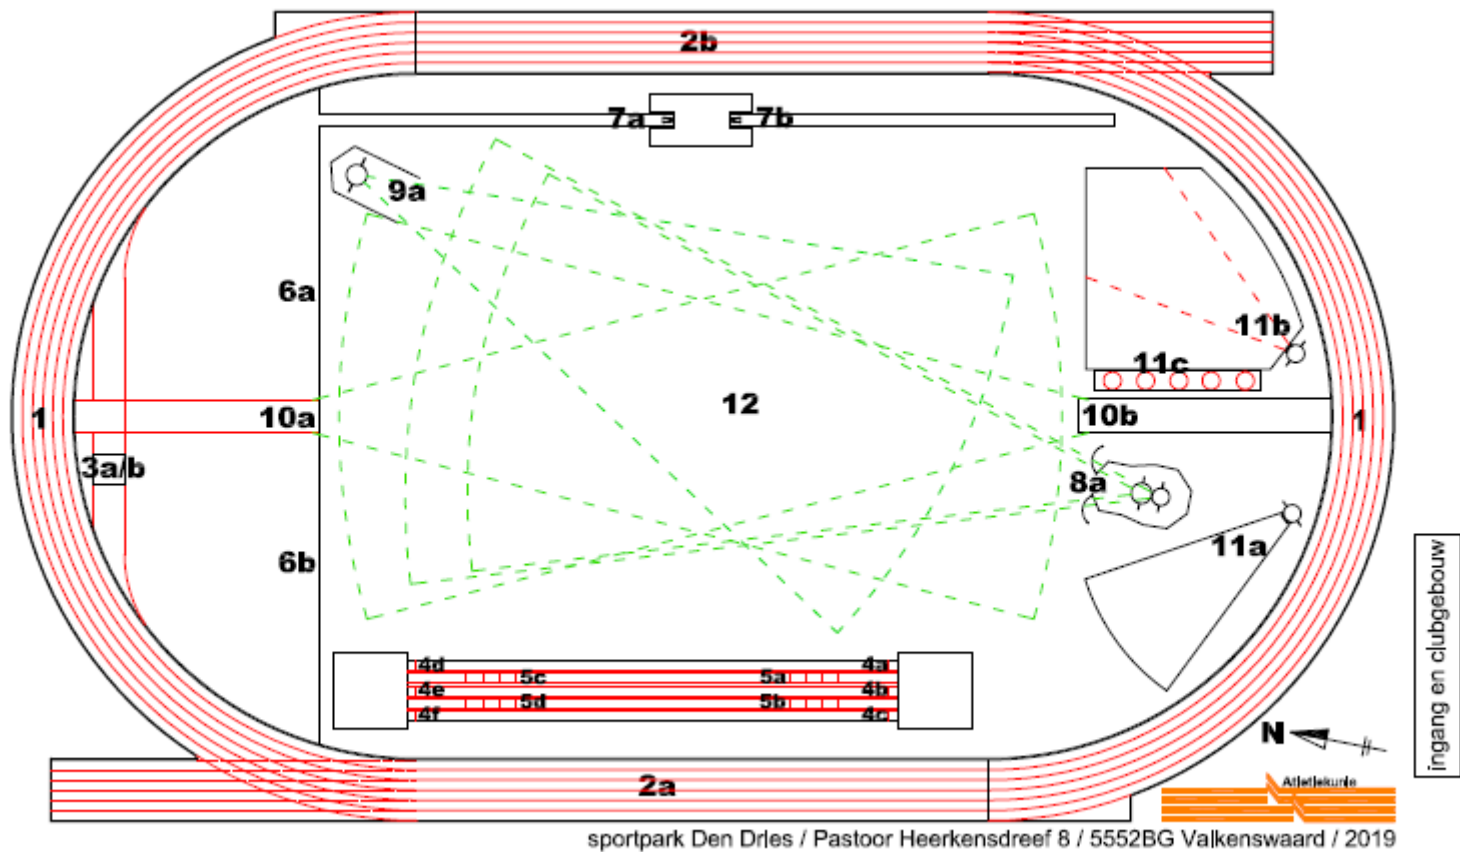 2b
7a 7b
9a
6a
11b
11c
12
1 10a 10b 1
3a/b
8a
11a
6b
4d 4a
5c 5a
4e 4b
5d 5b
4f 4c
N
2a
Atletiekunie
ingang en clubgebouw
sportpark Den Dries / Pastoor Heerkensdreef 8 / 5552BG Valkenswaard / 2019